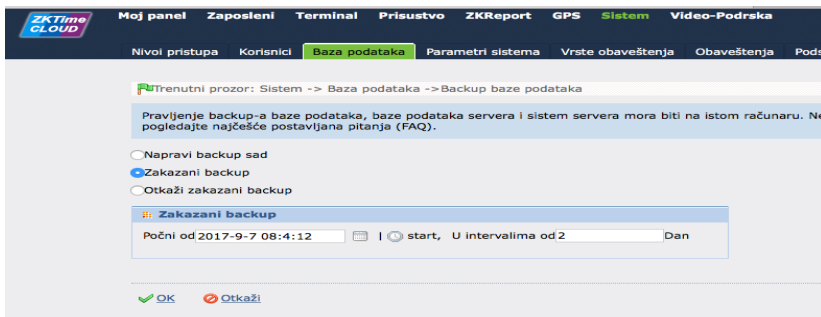 ZKTime CLOUD
Moj panel Zaposleni Terminal Prisustvo ZKReport GPS Sistem Video-Podrska
Nivoi pristupa Korisnici Baza podataka Parametri sistema Vrste obaveštenja Obaveštenja Pods
Trenutni prozor: Sistem -> Baza podataka ->Backup baze podataka
Pravljenje backup-a baze podataka, baze podataka servera i sistem servera mora biti na istom računaru. Ne
pogledajte najčešće postavljana pitanja (FAQ).
Napravi backup sad
Zakazani backup
Otkaži zakazani backup
Zakazani backup
Počni od 2017-9-7 08:4:12 | start, U intervalima od 2 Dan
OK Otkaži